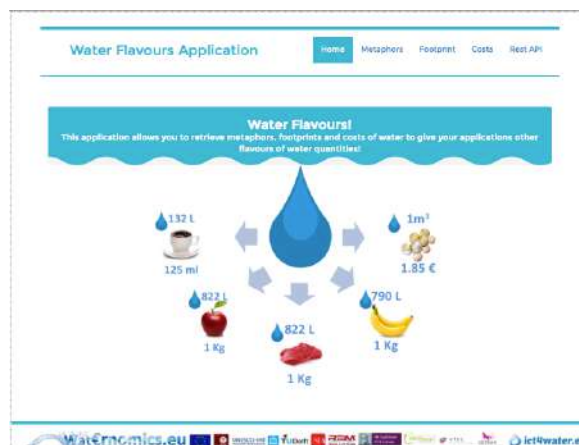 Water Flavours Application
Home Metaphors Footprint Costs Rest API
Water Flavours!
This application allows you to retrieve metaphors, footprints and costs of water to give your applications other
flavours of water quantities!
132 L
125 ml
1m³
1.85 €
822 L
1 Kg
822 L
1 Kg
790 L
1 Kg
Waternomics.eu TUDelft ict4water.e